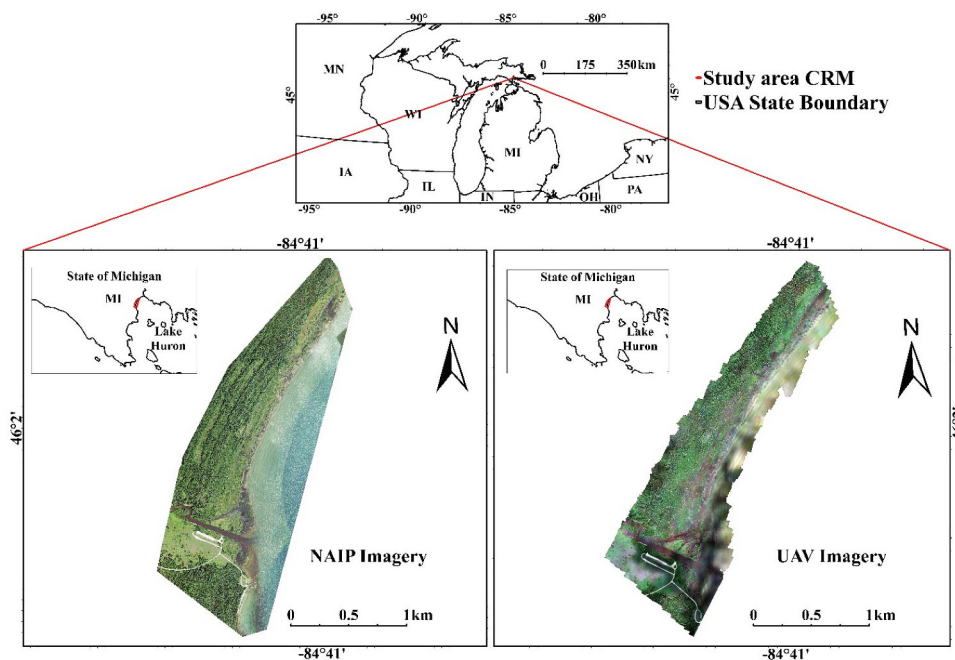 -95° -90° -85° -80°
0 175 350km
MN
45°
45°
WI
MI
NY
IA
IL
IN
OH
PA
-95° -90° -85° -80°
Study area CRM
USA State Boundary
-84°41'
State of Michigan
MI
Lake
Huron
N
46°2'
NAIP Imagery
0 0.5 1km
-84°41'
-84°41'
State of Michigan
MI
Lake
Huron
N
46°2'
UAV Imagery
0 0.5 1km
-84°41'